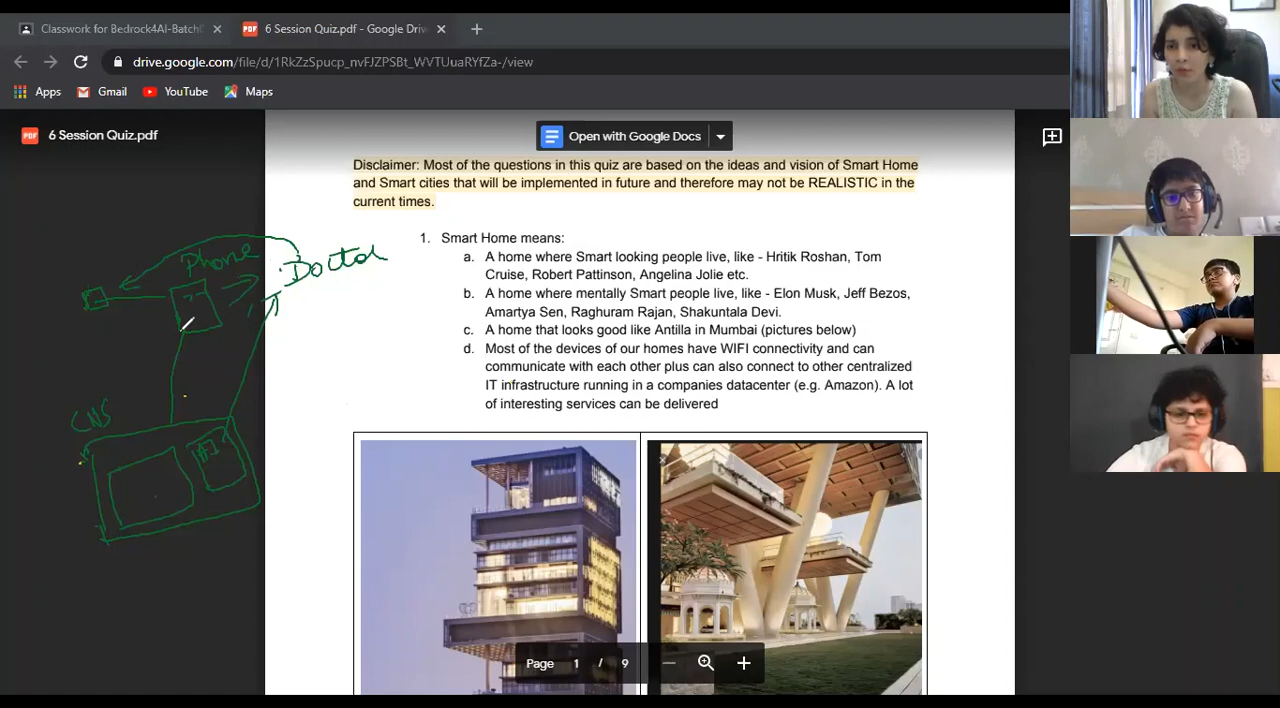 Classwork for Bedrock4AI-Batch
6 Session Quiz.pdf - Google Driv
drive.google.com/file/d/1RkZzSpucp_nvFJZPSBt_WVTUuaRYfZa-/view
Apps Gmail YouTube Maps
6 Session Quiz.pdf
Open with Google Docs
Disclaimer: Most of the questions in this quiz are based on the ideas and vision of Smart Home
and Smart cities that will be implemented in future and therefore may not be REALISTIC in the
current times.
1. Smart Home means:
a. A home where Smart looking people live, like - Hritik Roshan, Tom
Cruise, Robert Pattinson, Angelina Jolie etc.
b. A home where mentally Smart people live, like - Elon Musk, Jeff Bezos,
Amartya Sen, Raghuram Rajan, Shakuntala Devi.
c. A home that looks good like Antilla in Mumbai (pictures below)
d. Most of the devices of our homes have WIFI connectivity and can
communicate with each other plus can also connect to other centralized
IT infrastructure running in a companies datacenter (e.g. Amazon). A lot
of interesting services can be delivered
Phone
Doctor
CNS
Page 1 / 9